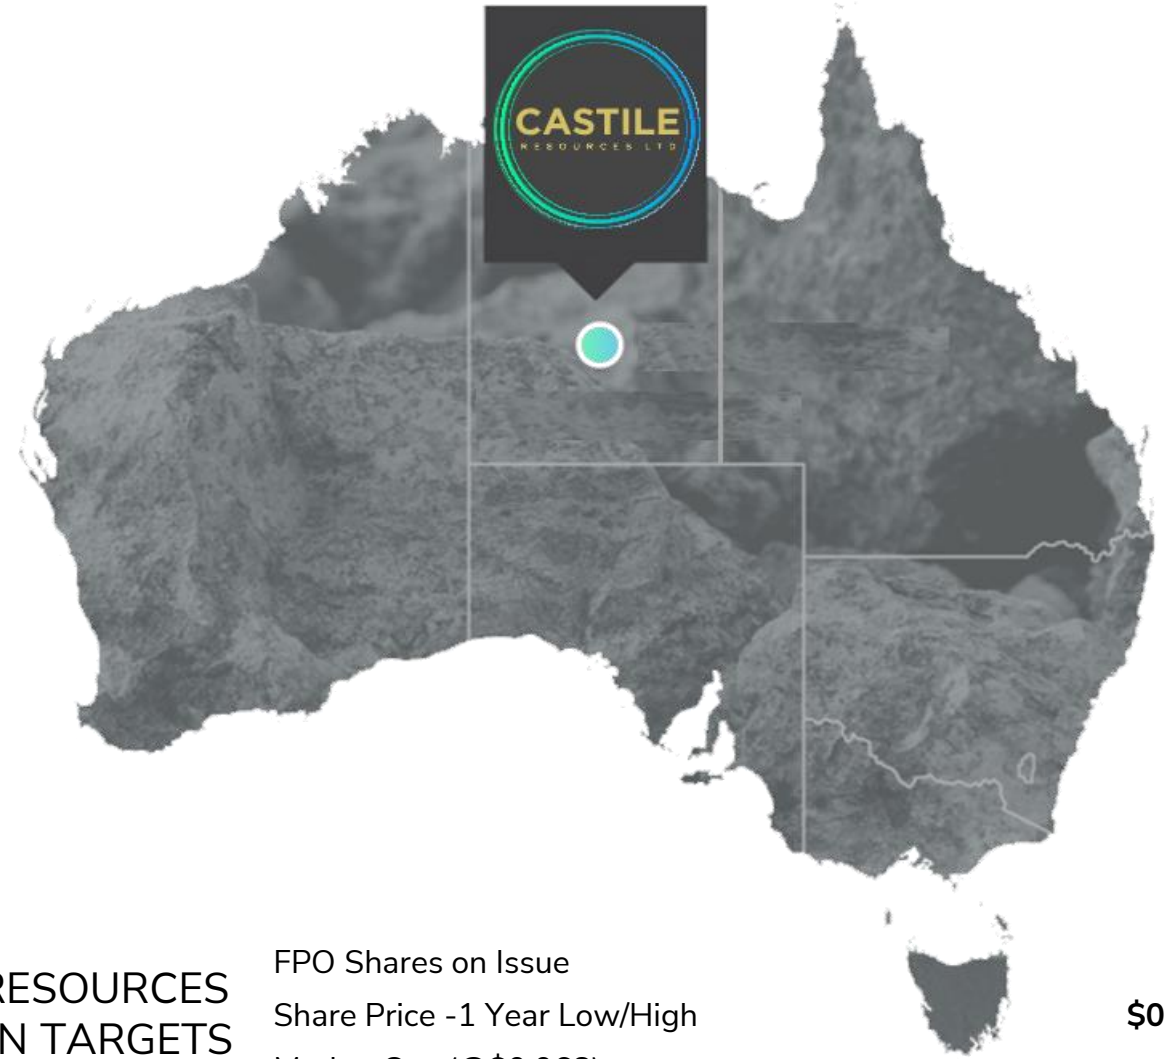 CASTILE
RESOURCES LTD
RESOURCES
N TARGETS
FPO Shares on Issue
Share Price -1 Year Low/High
$0